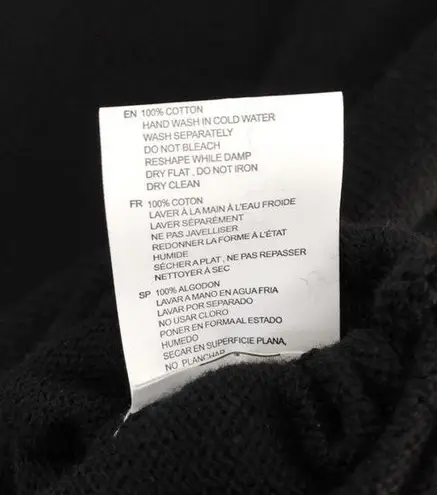 EN 100% COTTON
HAND WASH IN COLD WATER
WASH SEPARATELY
DO NOT BLEACH
RESHAPE WHILE DAMP
DRY FLAT , DO NOT IRON
DRY CLEAN
FR 100% COTON
LAVER À LA MAIN À L'EAU FROIDE
LAVER SÉPARÉMENT
NE PAS JAVELLISER
REDONNER LA FORME À L'ÉTAT
HUMIDE
SÉCHER A PLAT , NE PAS REPASSER
NETTOYER À SEC
SP 100% ALGODON
LAVAR A MANO EN AGUA FRIA
LAVAR POR SEPARADO
NO USAR CLORO
PONER EN FORMA AL ESTADO
HUMEDO
SECAR EN SUPERFICIE PLANA,
NO PLANCHAR